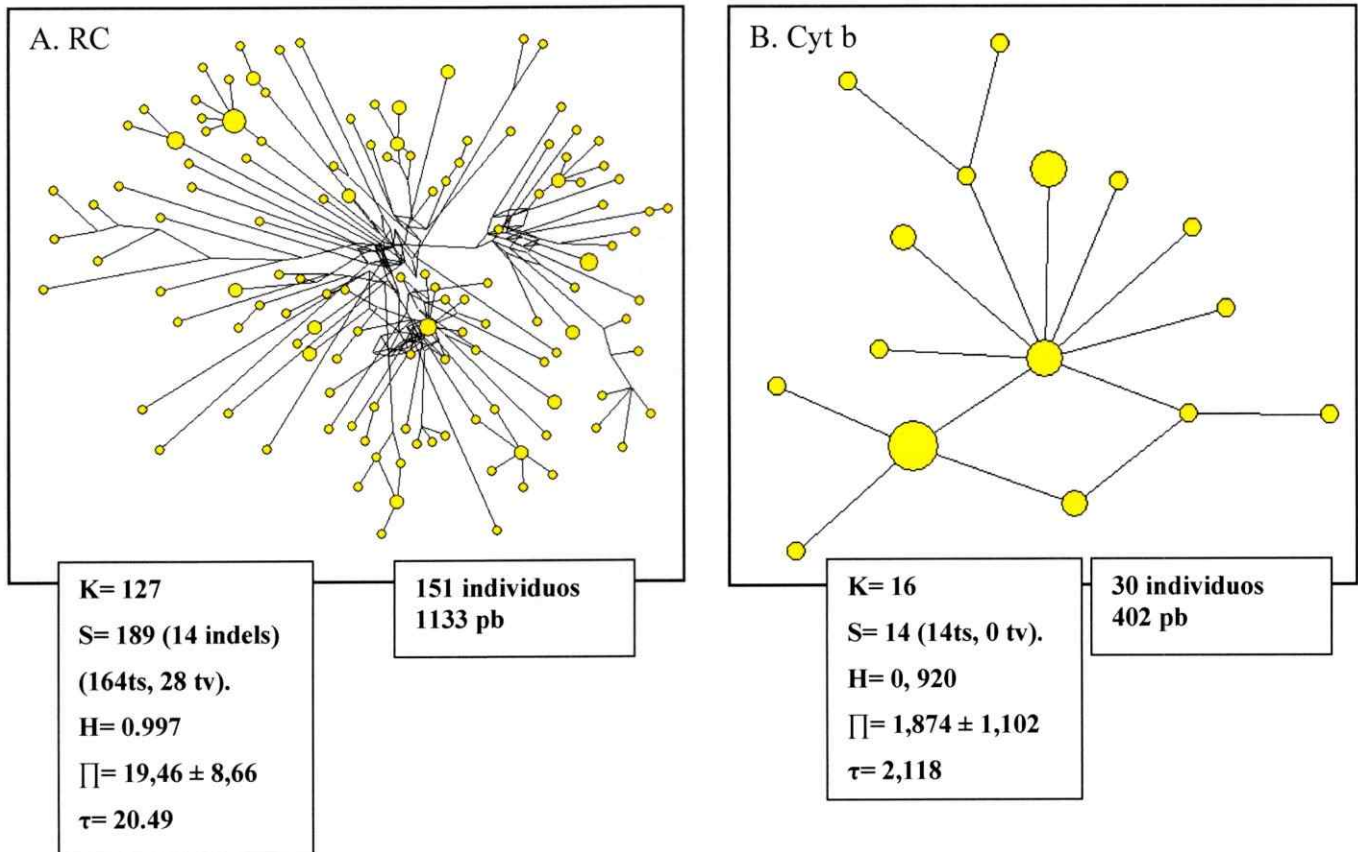 A. RC
K= 127
S= 189 (14 indels)
(164ts, 28 tv).
H= 0.997
∏= 19,46 ± 8,66
τ= 20.49
151 individuos
1133 pb
B. Cyt b
K= 16
S= 14 (14ts, 0 tv).
H= 0, 920
∏= 1,874 ± 1,102
τ= 2,118
30 individuos
402 pb